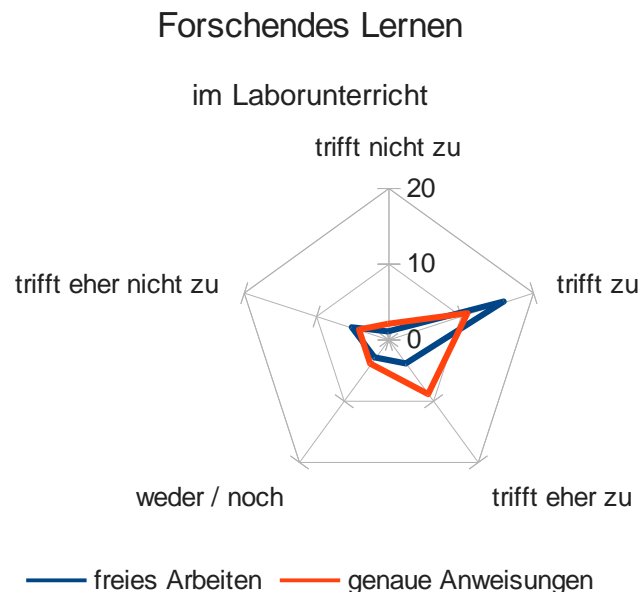 Forschendes Lernen
im Laborunterricht
trifft nicht zu
20
trifft eher nicht zu
10
trifft zu
0
weder / noch
trifft eher zu
freies Arbeiten
genaue Anweisungen